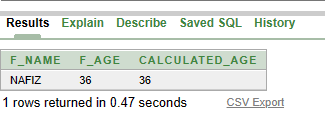 Results Explain Describe Saved SQL History
F_NAME F_AGE CALCULATED_AGE
NAFIZ 36 36
1 rows returned in 0.47 seconds CSV Export